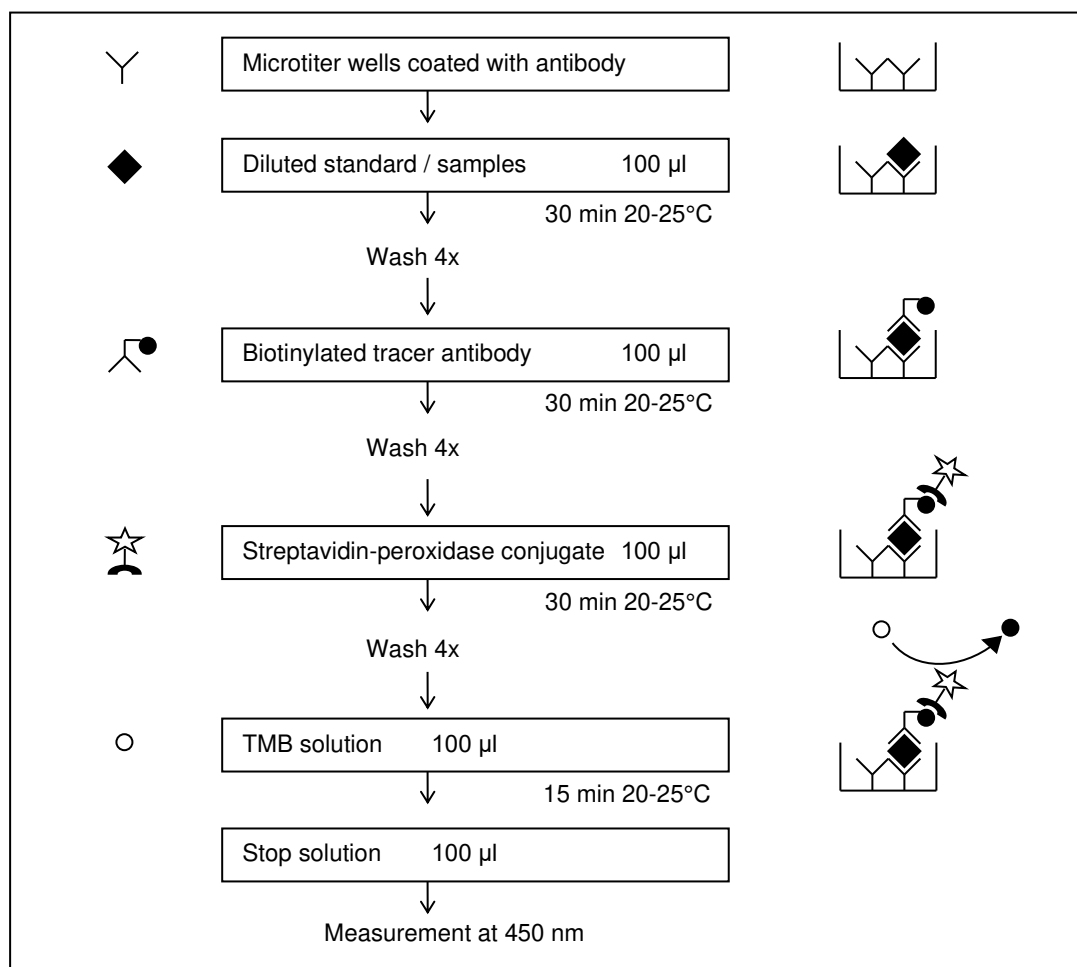 Microtiter wells coated with antibody
Diluted standard / samples 100 µl
30 min 20-25°C
Wash 4x
Biotinylated tracer antibody 100 µl
30 min 20-25°C
Wash 4x
Streptavidin-peroxidase conjugate 100 µl
30 min 20-25°C
Wash 4x
TMB solution 100 µl
15 min 20-25°C
Stop solution 100 µl
Measurement at 450 nm